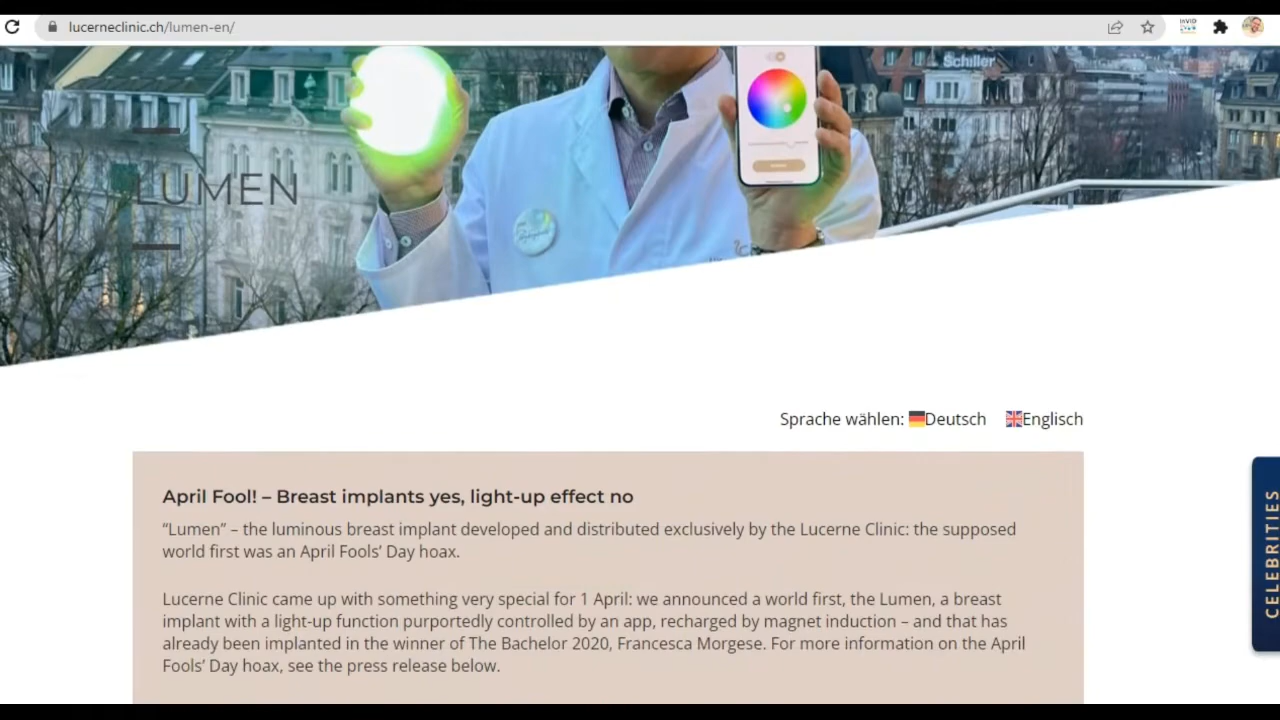 lucerneclinic.ch/lumen-en/
Schiller
LUMEN
Sprache wählen: Deutsch Englisch
April Fool! – Breast implants yes, light-up effect no
“Lumen” – the luminous breast implant developed and distributed exclusively by the Lucerne Clinic: the supposed
world first was an April Fools’ Day hoax.
Lucerne Clinic came up with something very special for 1 April: we announced a world first, the Lumen, a breast
implant with a light-up function purportedly controlled by an app, recharged by magnet induction – and that has
already been implanted in the winner of The Bachelor 2020, Francesca Morgese. For more information on the April
Fools’ Day hoax, see the press release below.
CELEBRITIES